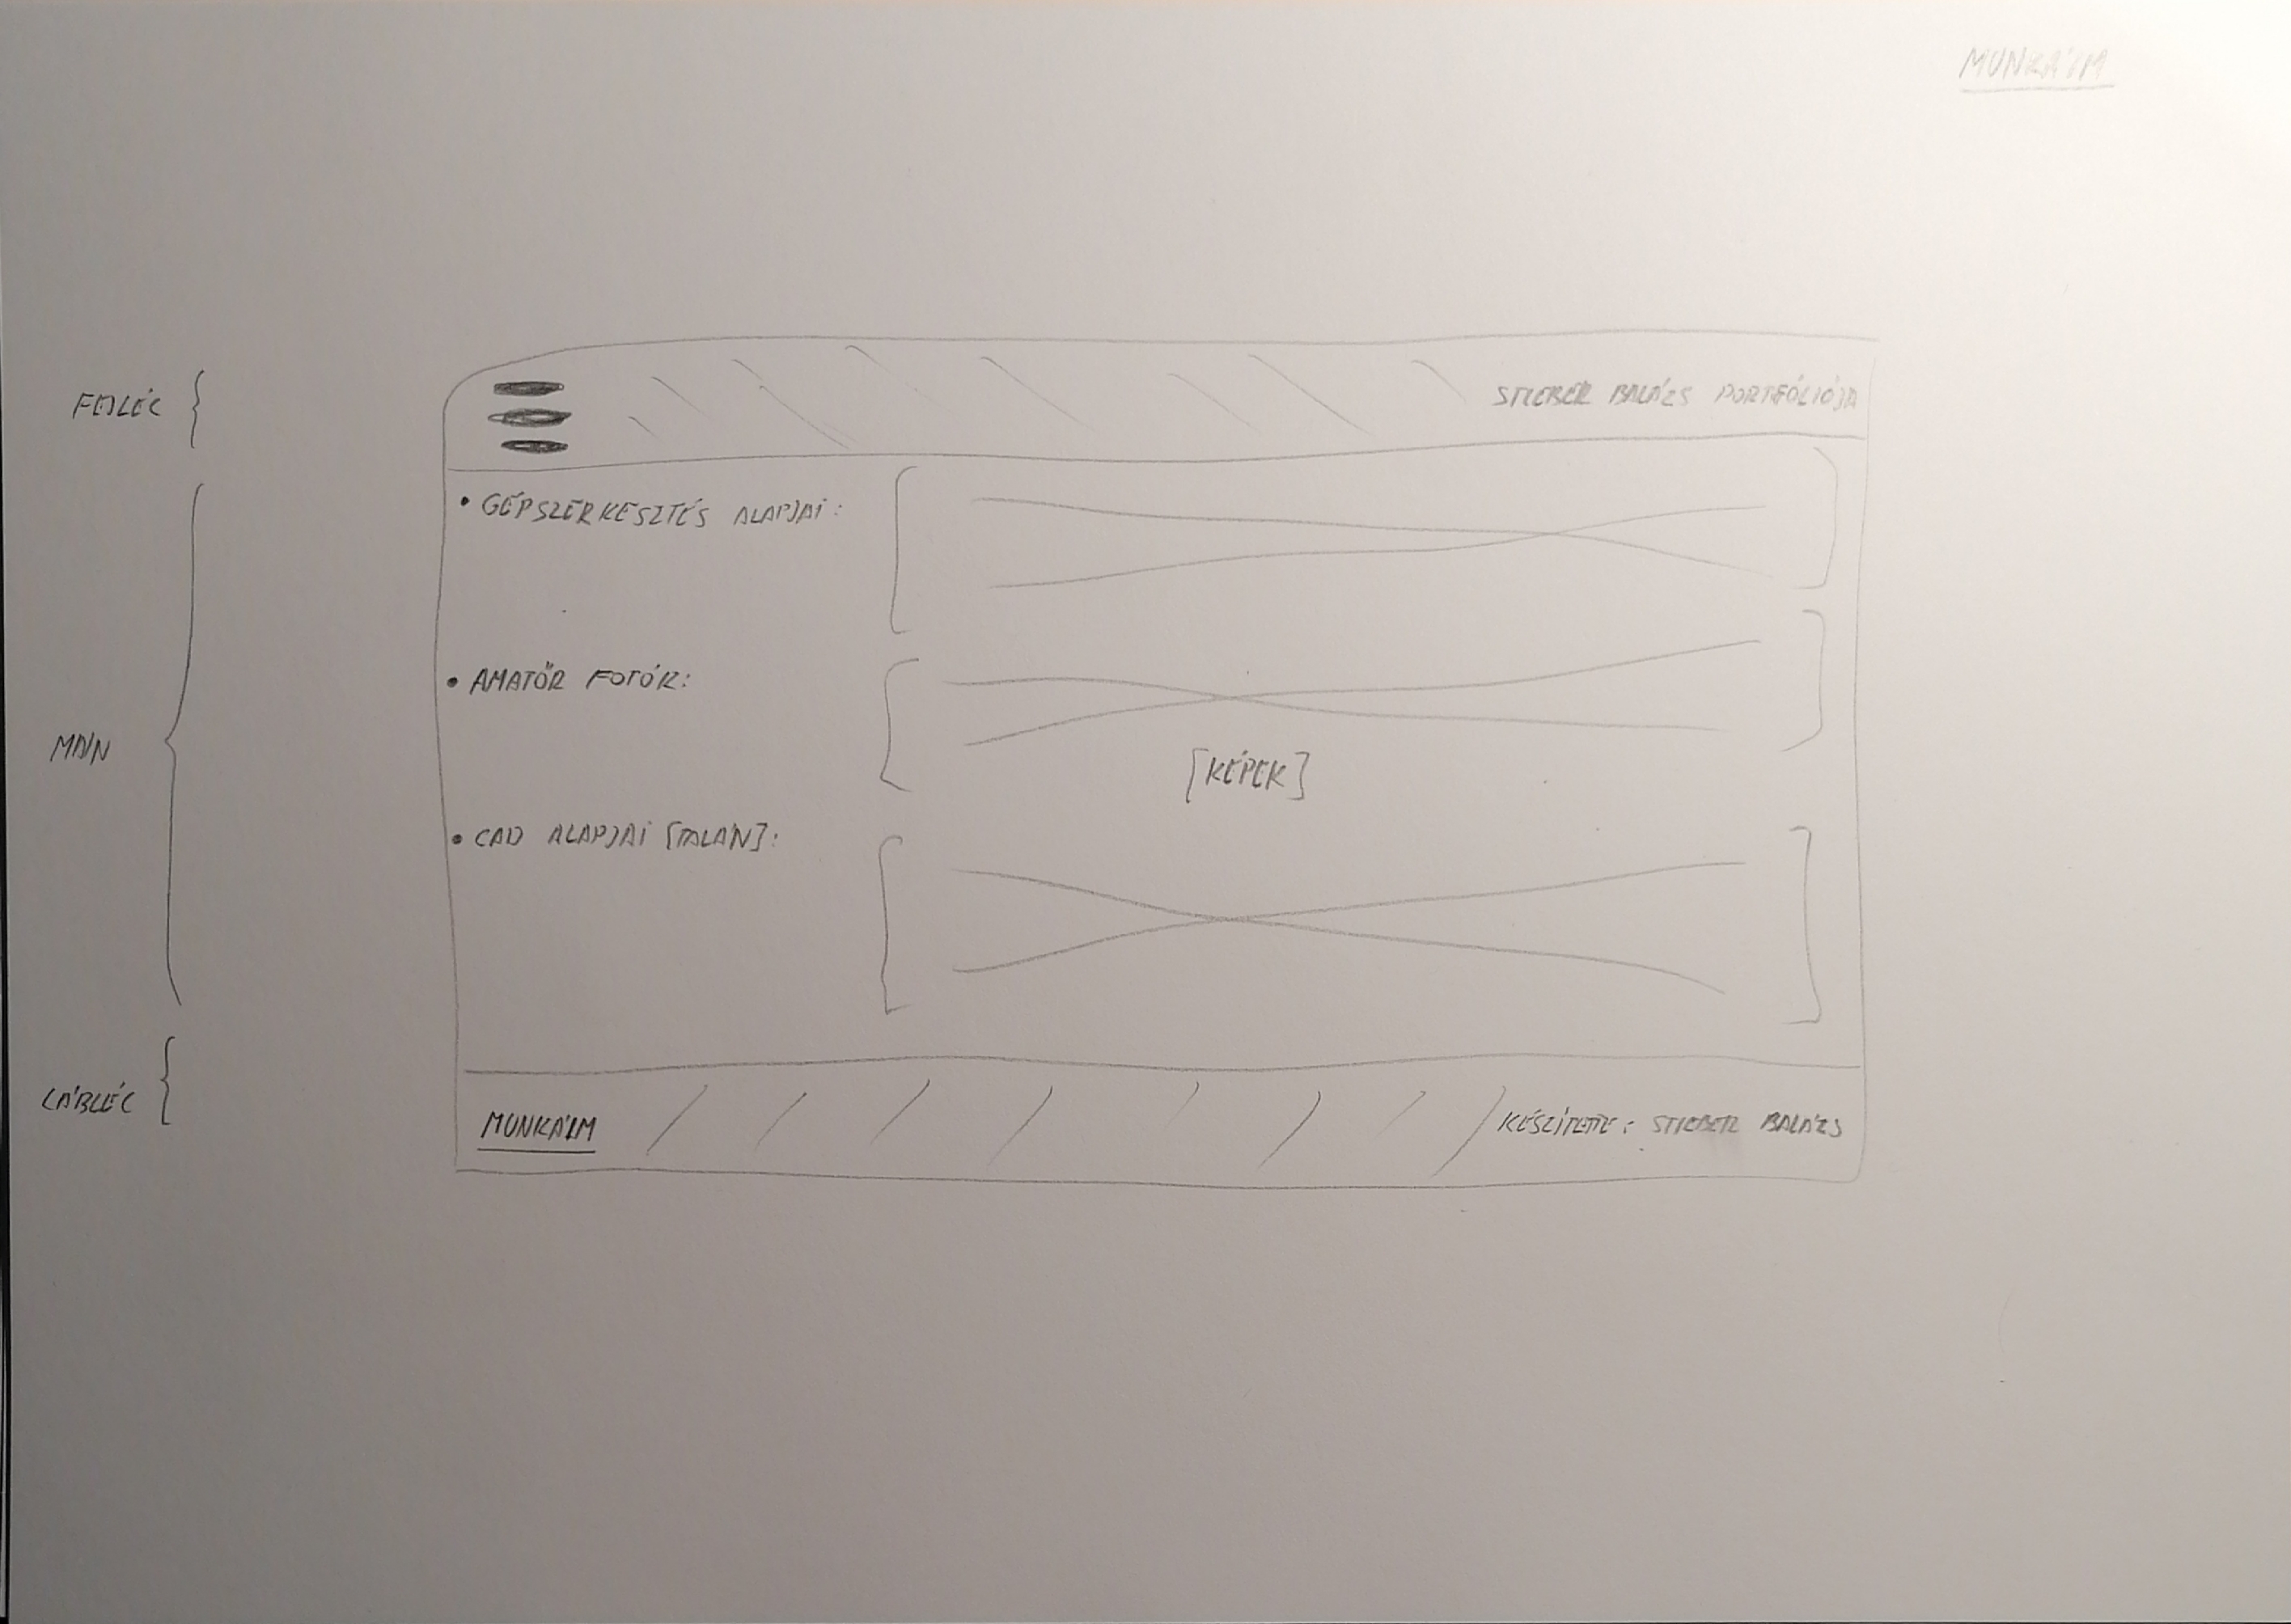 MUNKÁIM
FEJLÉC
STIEBER BALÁZS PORTFÓLIÓJA
• GÉPSZERKESZTÉS ALAPJAI:
• AMATŐR FOTÓK:
MAIN
[KÉPEK]
• CAD ALAPJAI [TALÁN]:
LÁBLÉC
MUNKÁIM
KÉSZÍTETTE: STIEBER BALÁZS